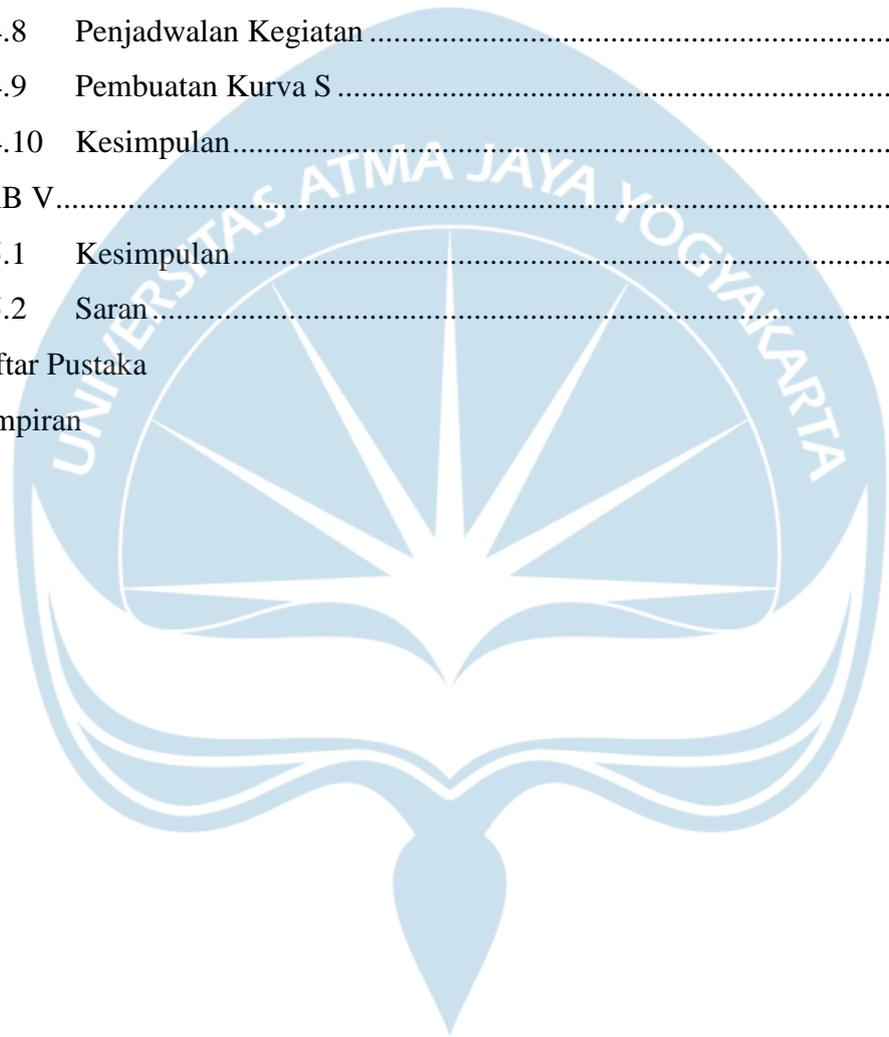 .8 Penjadwalan Kegiatan ................................................................
.9 Pembuatan Kurva S ................................................................
.10 Kesimpulan................................................................
B V................................................................
.1 Kesimpulan................................................................
.2 Saran................................................................
ftar Pustaka
mpiran
UNIVERSITAS ATMA JAYA YOGYAKARTA